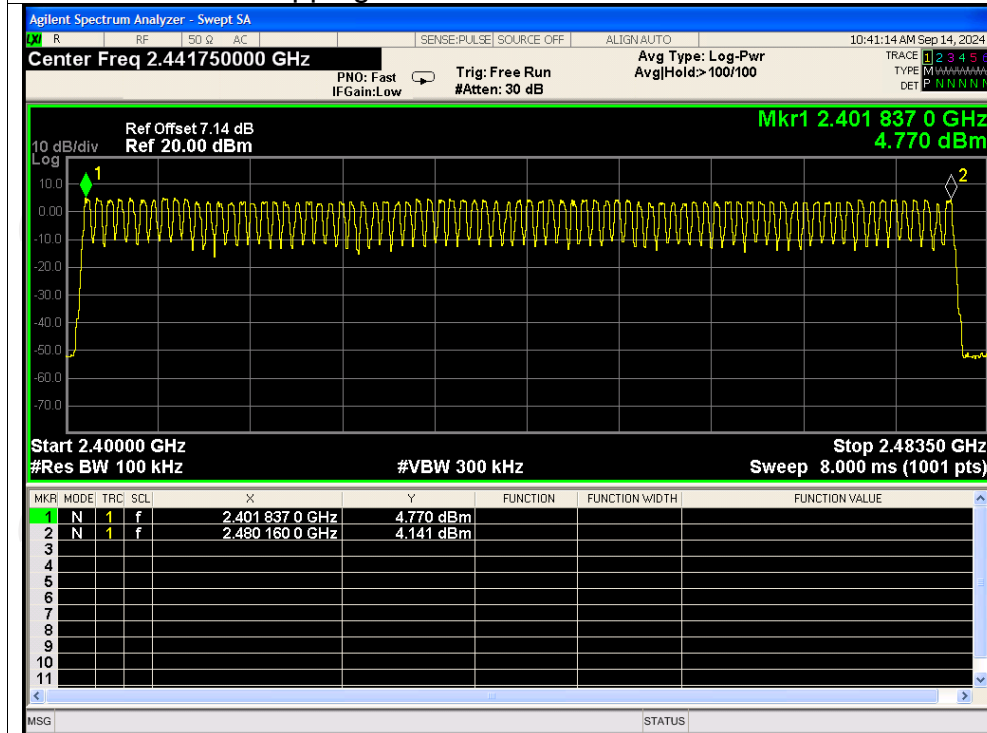 Agilent Spectrum Analyzer - Swept SA
LXI R RF 50 Ω AC SENSE:PULSE SOURCE OFF ALIGN AUTO 10:41:14 AM Sep 14, 2024
Center Freq 2.441750000 GHz
PNO: Fast
IFGain:Low
Trig: Free Run
#Atten: 30 dB
Avg Type: Log-Pwr
Avg|Hold:>100/100
TRACE 1 2 3 4 5 6
TYPE M
DET P N N N N N
Mkr1 2.401 837 0 GHz
4.770 dBm
Ref Offset 7.14 dB
10 dB/div Ref 20.00 dBm
Log
10.0
0.00
-10.0
-20.0
-30.0
-40.0
-50.0
-60.0
-70.0
1
2
Start 2.40000 GHz Stop 2.48350 GHz
#Res BW 100 kHz #VBW 300 kHz Sweep 8.000 ms (1001 pts)
MKR MODE TRC SCL X Y FUNCTION FUNCTION WIDTH FUNCTION VALUE
1 N 1 f 2.401 837 0 GHz 4.770 dBm
2 N 1 f 2.480 160 0 GHz 4.141 dBm
3
4
5
6
7
8
9
10
11
MSG STATUS